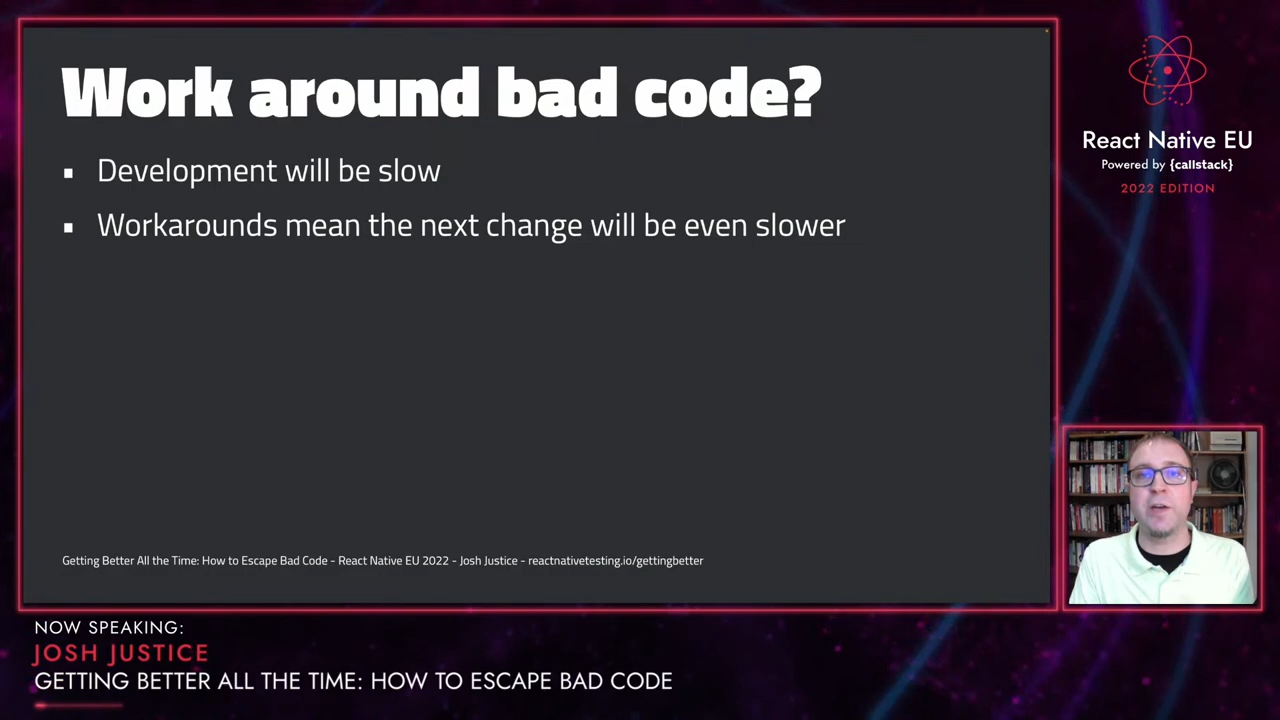 Work around bad code?
▪ Development will be slow
▪ Workarounds mean the next change will be even slower
Getting Better All the Time: How to Escape Bad Code - React Native EU 2022 - Josh Justice - reactnativetesting.io/gettingbetter
React Native EU
Powered by {callstack}
2022 EDITION
NOW SPEAKING:
JOSH JUSTICE
GETTING BETTER ALL THE TIME: HOW TO ESCAPE BAD CODE